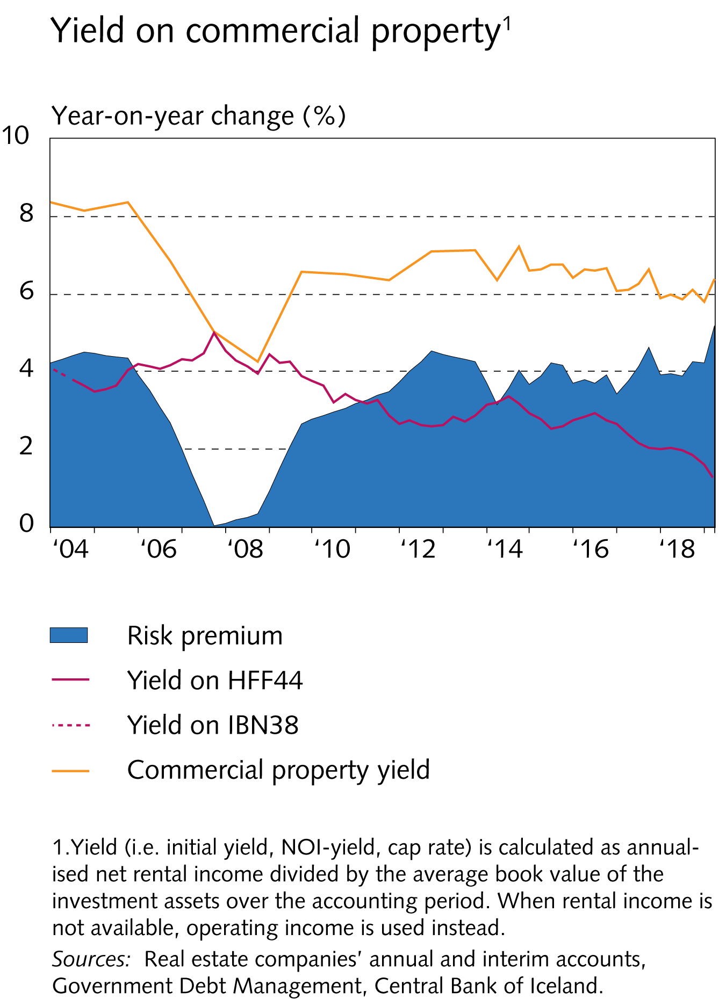 Yield on commercial property¹
Year-on-year change (%)
10
8
6
4
2
0
‘04 ‘06 ‘08 ‘10 ‘12 ‘14 ‘16 ‘18
Risk premium
Yield on HFF44
Yield on IBN38
Commercial property yield
1.Yield (i.e. initial yield, NOI-yield, cap rate) is calculated as annual-
ised net rental income divided by the average book value of the
investment assets over the accounting period. When rental income is
not available, operating income is used instead.
Sources: Real estate companies’ annual and interim accounts,
Government Debt Management, Central Bank of Iceland.